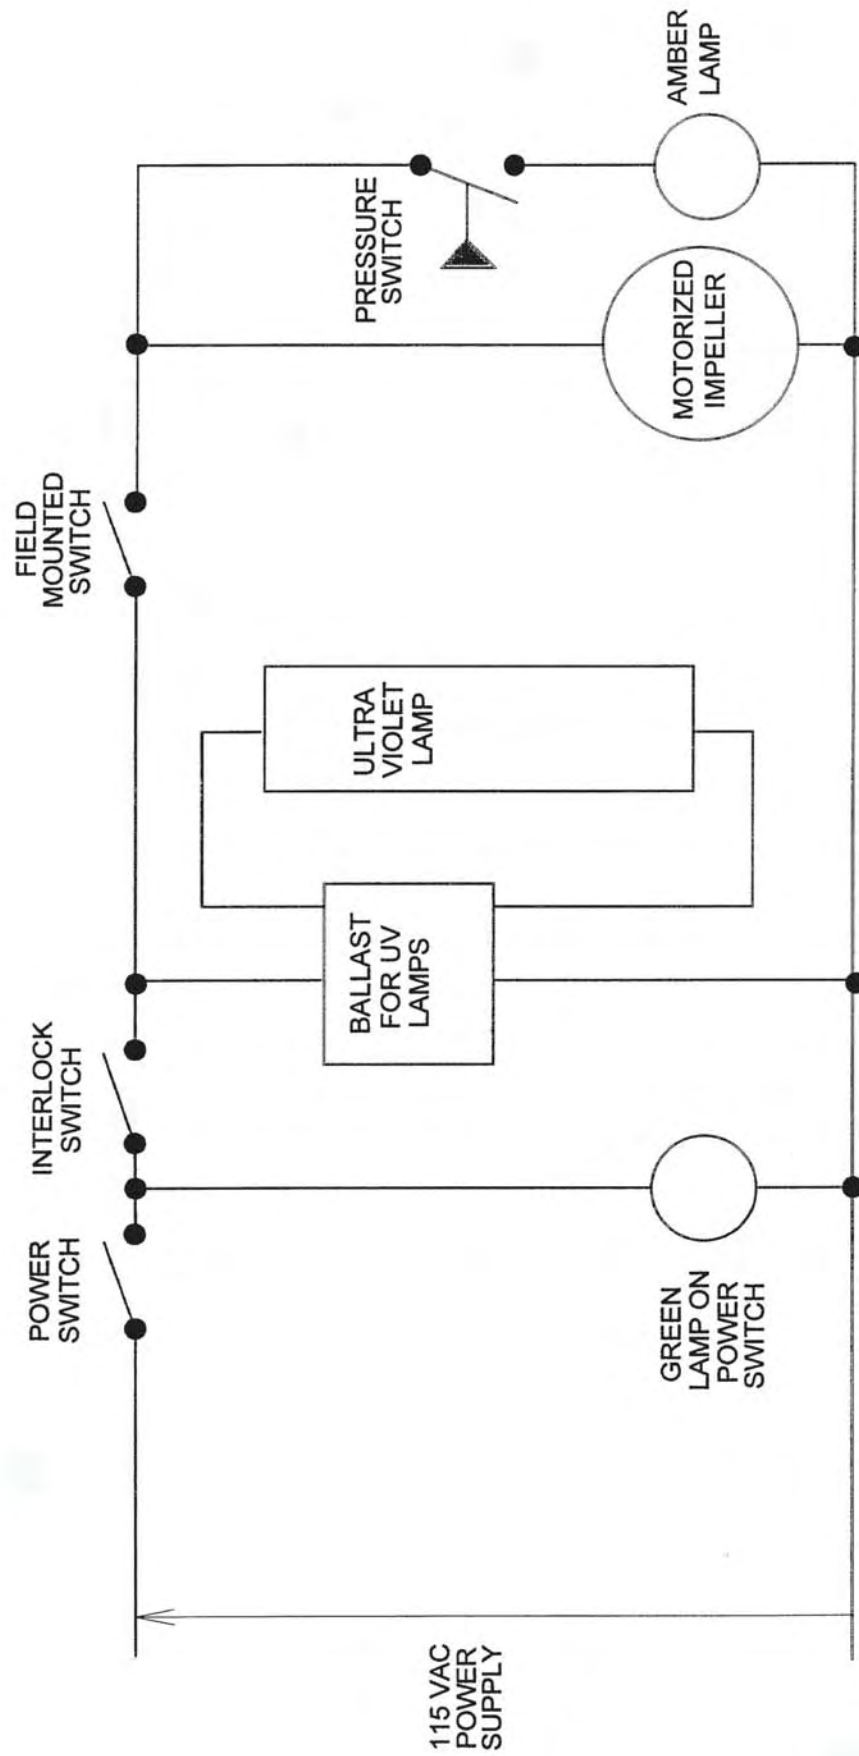 115 VAC
POWER
SUPPLY
POWER
SWITCH
GREEN
LAMP ON
POWER
SWITCH
INTERLOCK
SWITCH
BALLAST
FOR UV
LAMPS
ULTRA
VIOLET
LAMP
FIELD
MOUNTED
SWITCH
MOTORIZED
IMPELLER
PRESSURE
SWITCH
AMBER
LAMP